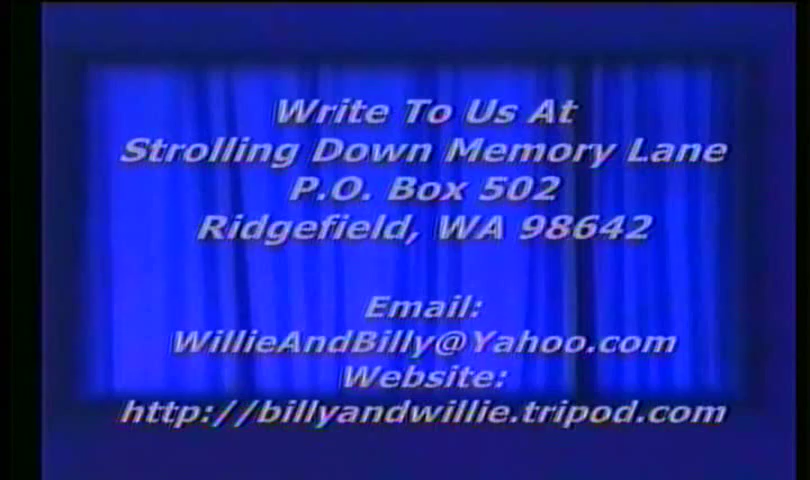 Write To Us At
Strolling Down Memory Lane
P.O. Box 502
Ridgefield, WA 98642
Email:
WillieAndBilly@Yahoo.com
Website:
http://billyandwillie.tripod.com